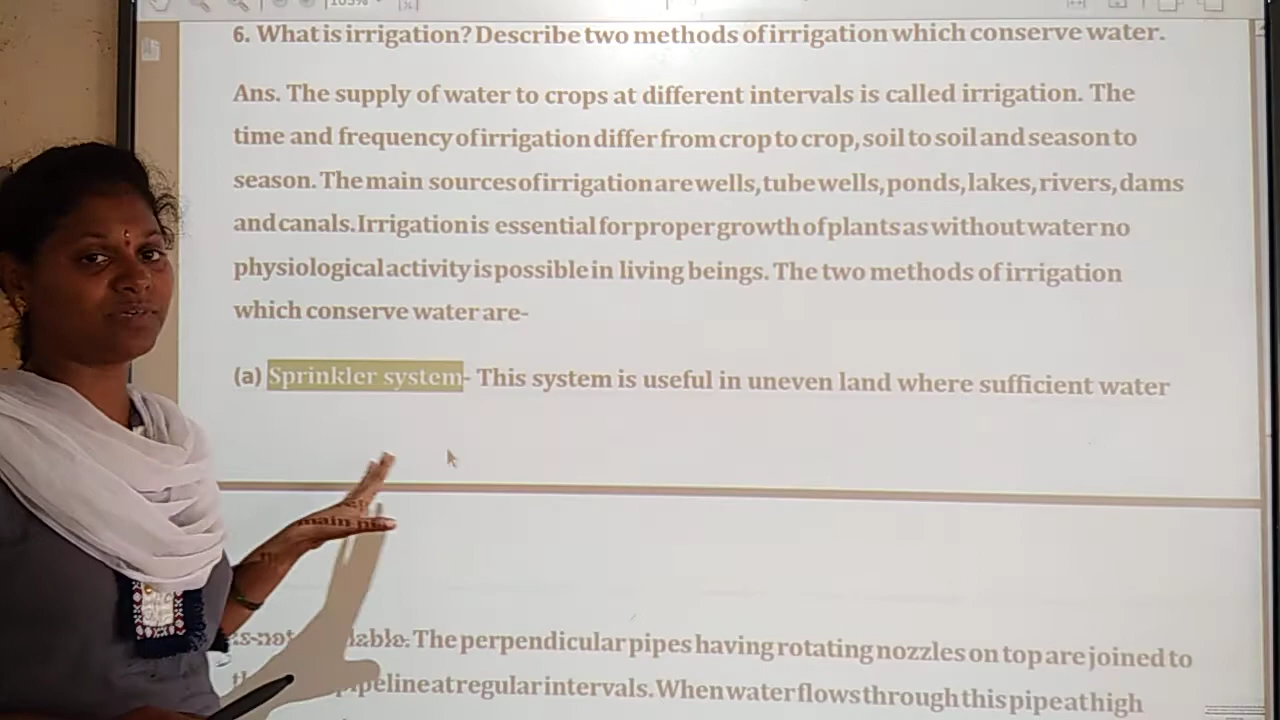 6. What is irrigation? Describe two methods of irrigation which conserve water.
Ans. The supply of water to crops at different intervals is called irrigation. The
time and frequency of irrigation differ from crop to crop, soil to soil and season to
season. The main sources of irrigation are wells, tube wells, ponds, lakes, rivers, dams
and canals. Irrigation is essential for proper growth of plants as without water no
physiological activity is possible in living beings. The two methods of irrigation
which conserve water are-
(a) Sprinkler system- This system is useful in uneven land where sufficient water
main pi
The perpendicular pipes having rotating nozzles on top are joined to
at regular intervals. When water flows through this pipe at high